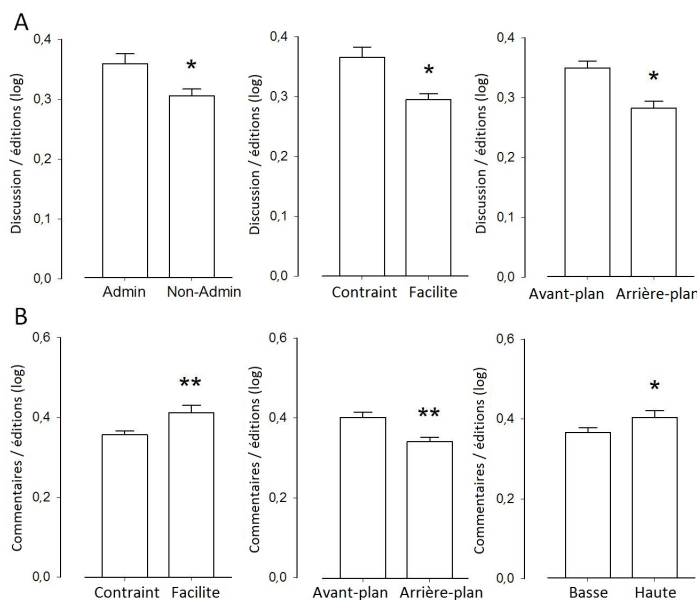 A
Discussion / éditions (log)
0,4
0,3
0,2
0,1
0,0
*
Admin Non-Admin
Discussion / éditions (log)
0,4
0,3
0,2
0,1
0,0
*
Contraint Facilite
Discussion / éditions (log)
0,4
0,3
0,2
0,1
0,0
*
Avant-plan Arrière-plan
B
Commentaires / éditions (log)
0,6
0,4
0,2
0,0
**
Contraint Facilite
Commentaires / éditions (log)
0,6
0,4
0,2
0,0
**
Avant-plan Arrière-plan
Commentaires / éditions (log)
0,6
0,4
0,2
0,0
*
Basse Haute